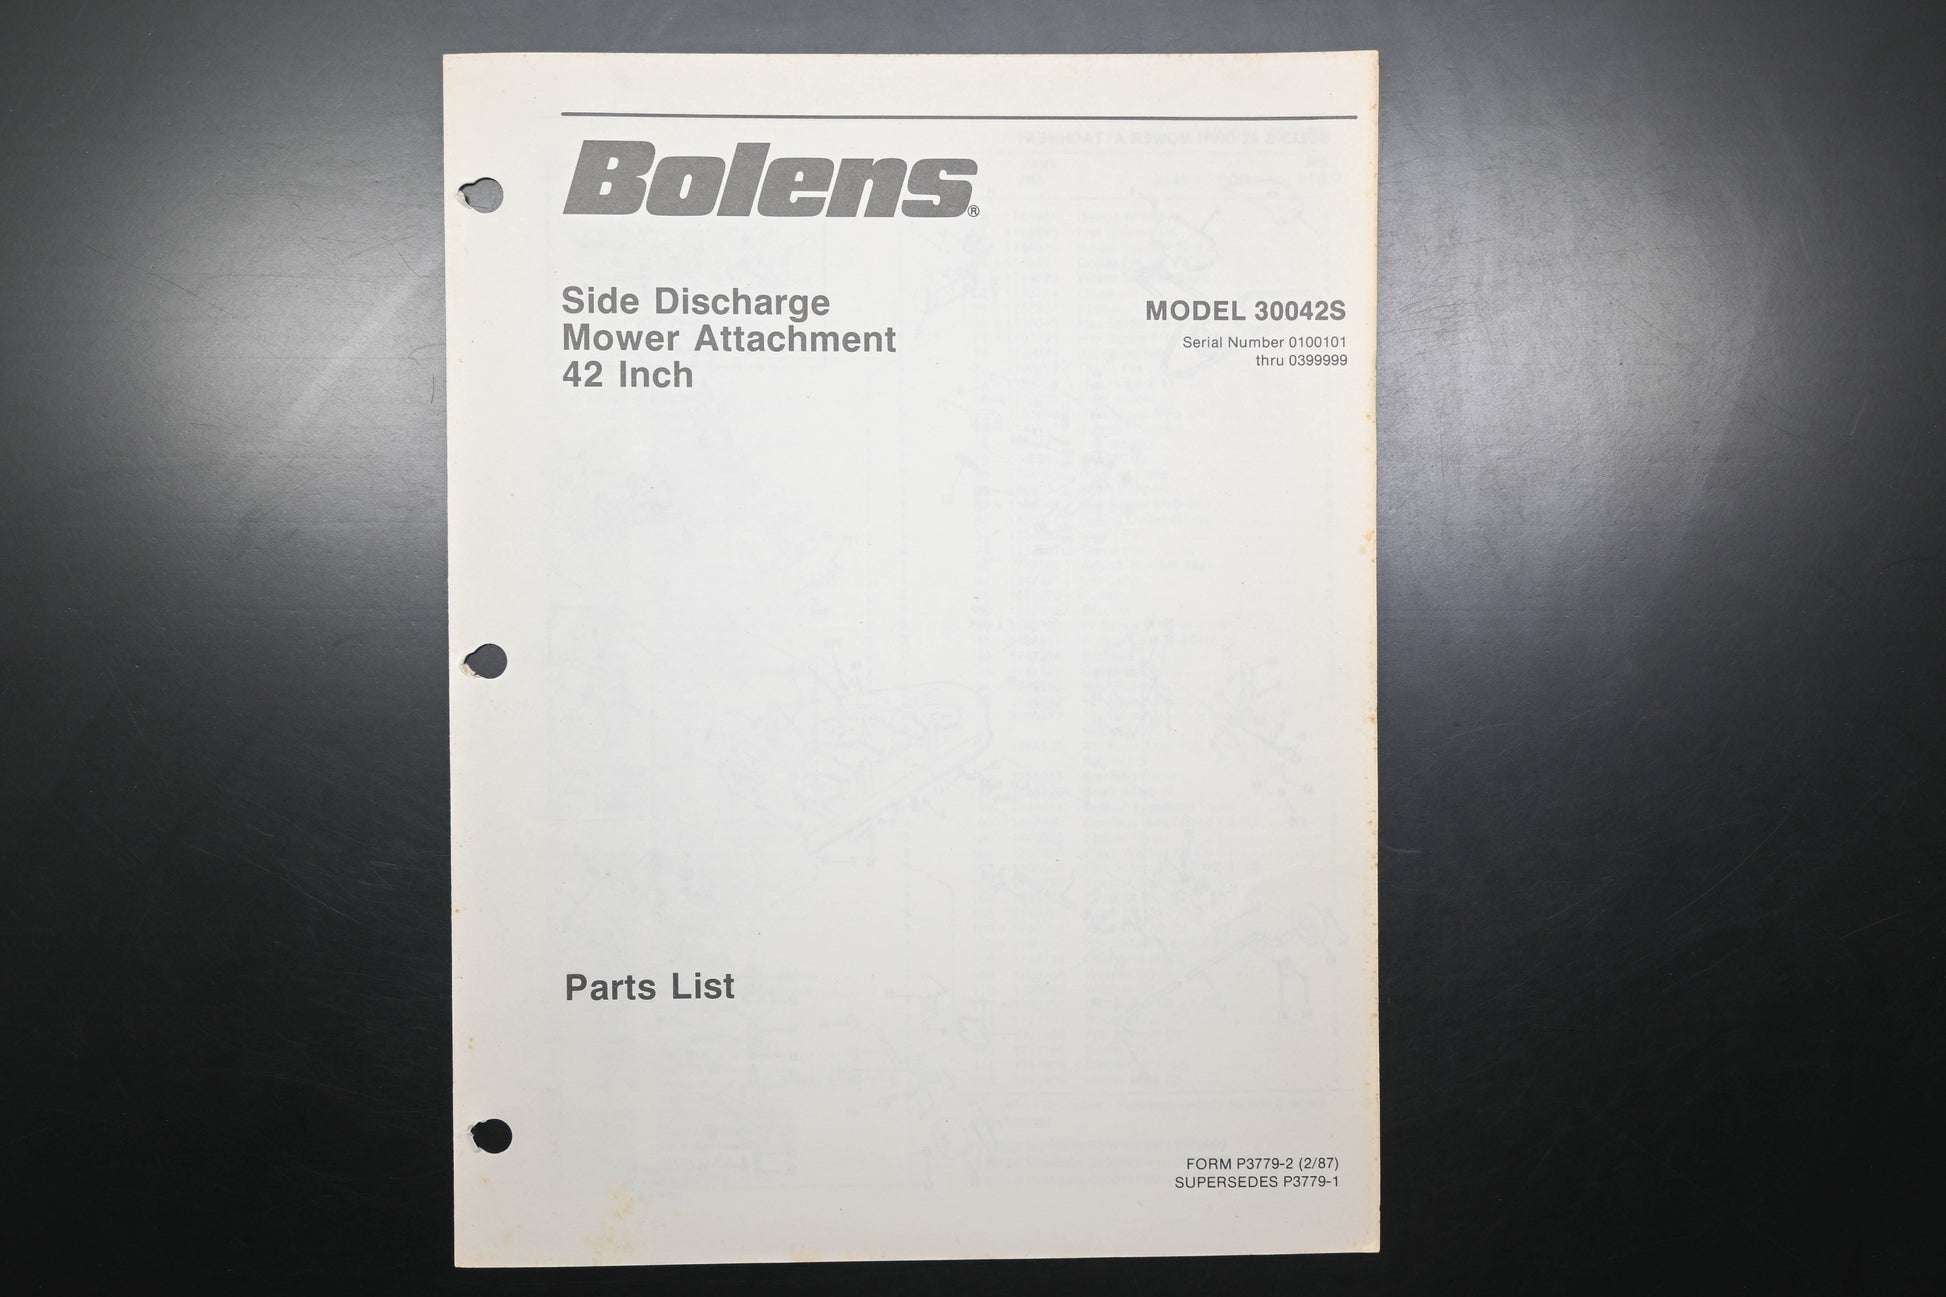 Bolens®
Side Discharge
Mower Attachment
42 Inch
MODEL 30042S
Serial Number 0100101
thru 0399999
Parts List
FORM P3779-2 (2/87)
SUPERSEDES P3779-1